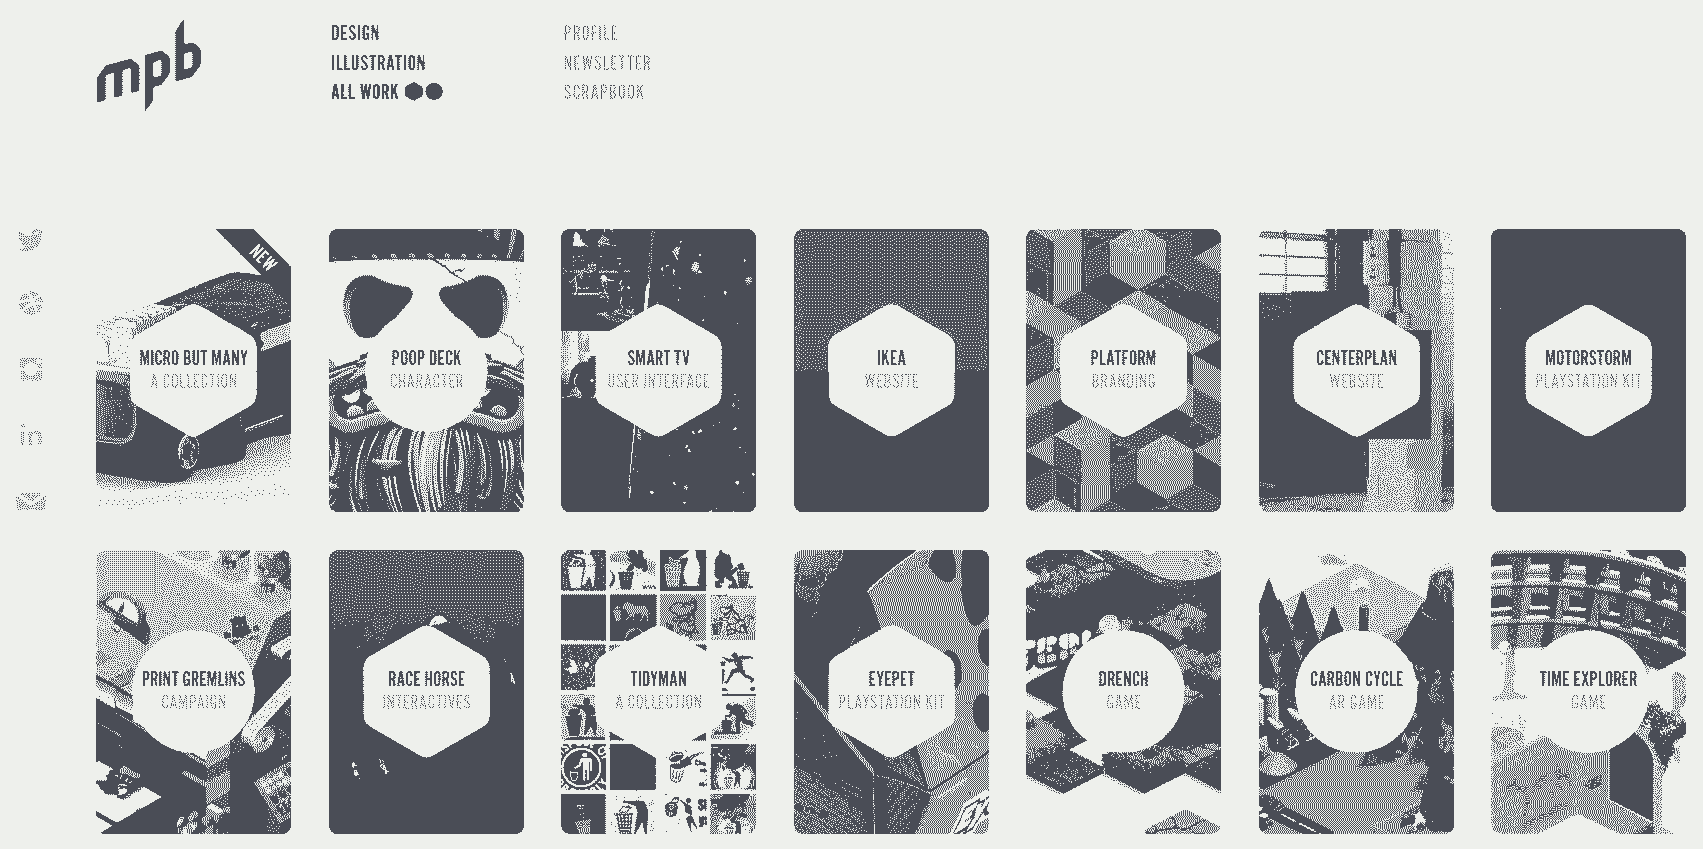 mpb
DESIGN
ILLUSTRATION
ALL WORK
PROFILE
NEWSLETTER
SCRAPBOOK
in
NEW
MICRO BUT MANY
A COLLECTION
POOP DECK
CHARACTER
SMART TV
USER INTERFACE
IKEA
WEBSITE
PLATFORM
BRANDING
CENTERPLAN
WEBSITE
MOTORSTORM
PLAYSTATION KIT
PRINT GREMLINS
CAMPAIGN
RACE HORSE
INTERACTIVES
TIDYMAN
A COLLECTION
EYEPET
PLAYSTATION KIT
DRENCH
GAME
CARBON CYCLE
AR GAME
TIME EXPLORER
GAME